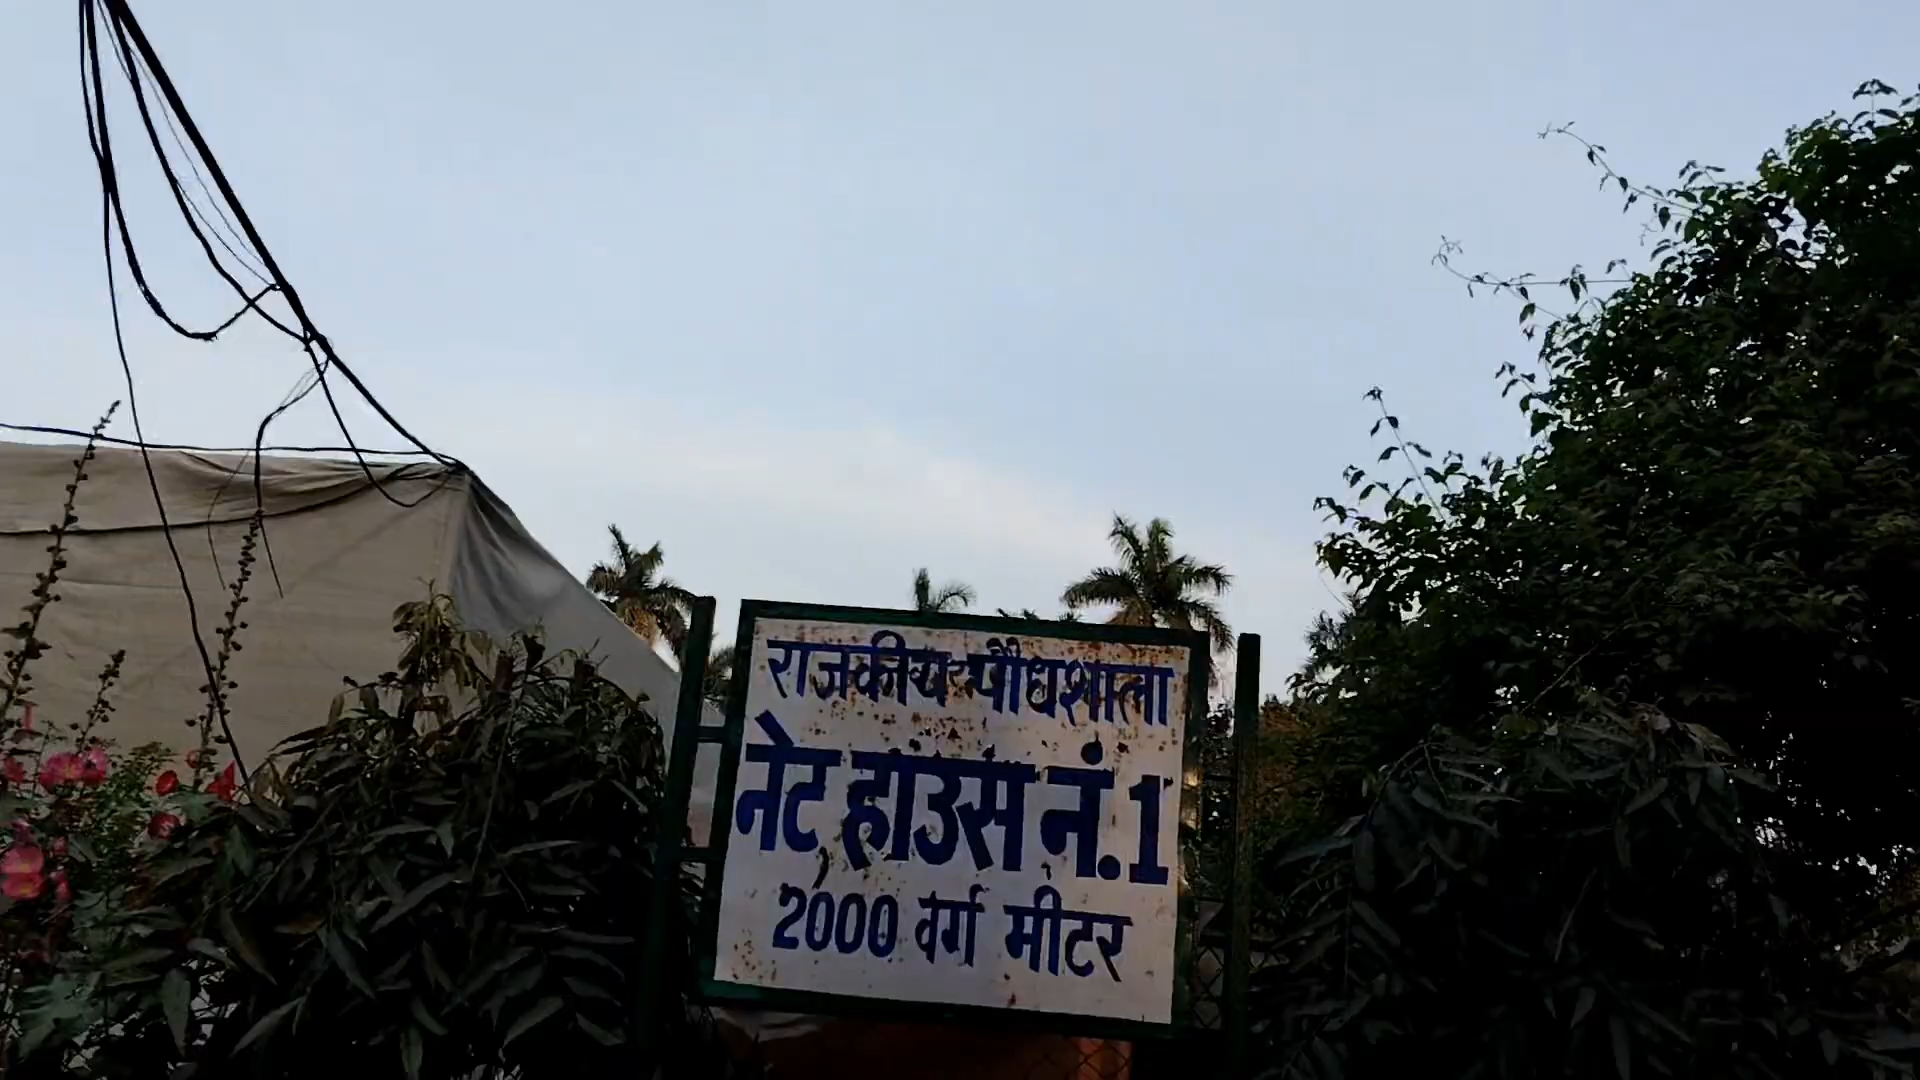 राजकीय पौधशाला
नेट हाउस नं.1
2000 वर्ग मीटर